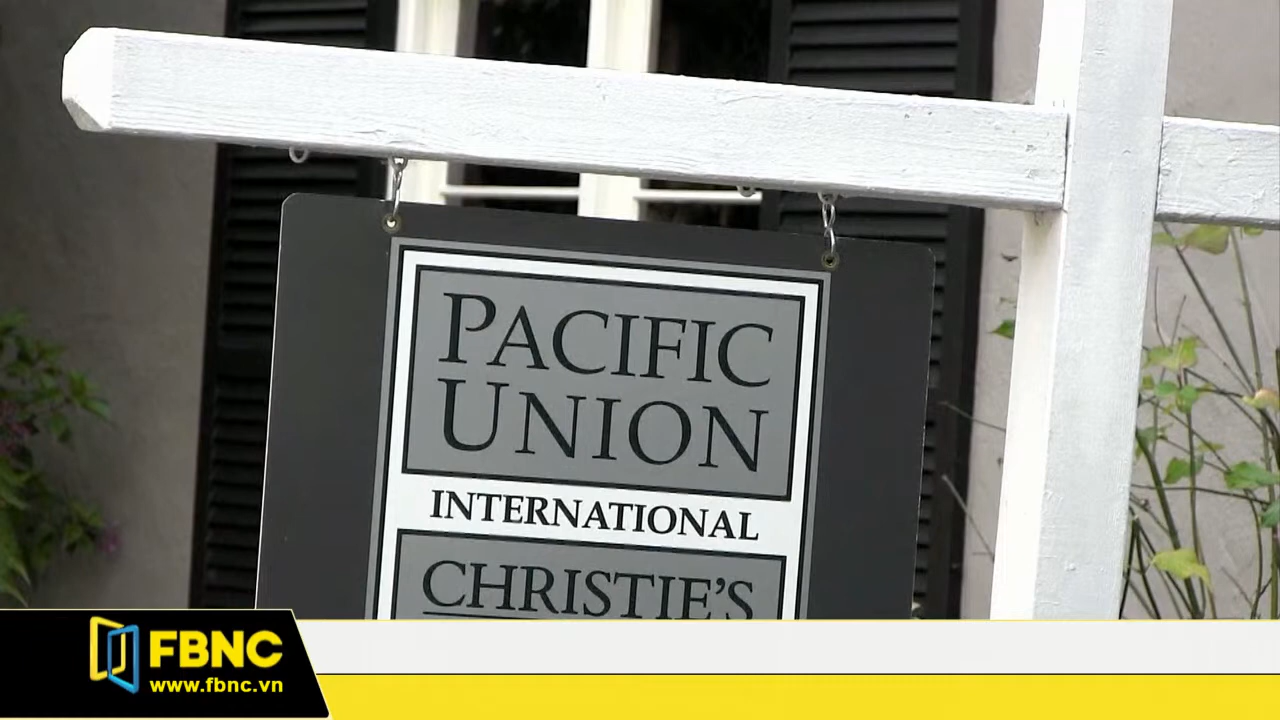 PACIFIC
UNION
INTERNATIONAL
CHRISTIE'S
FBNC
www.fbnc.vn